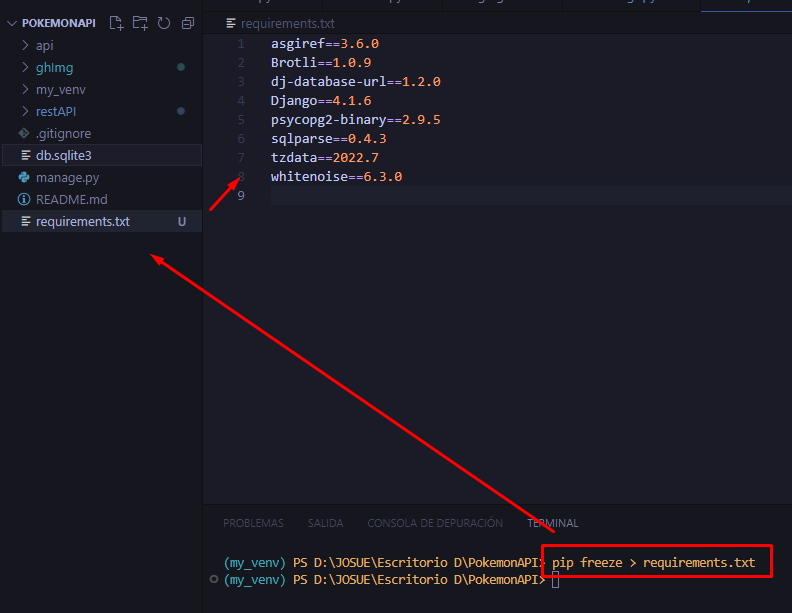 POKEMONAPI
api
ghImg
my_venv
restAPI
.gitignore
db.sqlite3
manage.py
README.md
requirements.txt U
requirements.txt
1 asgiref==3.6.0
2 Brotli==1.0.9
3 dj-database-url==1.2.0
4 Django==4.1.6
5 psycopg2-binary==2.9.5
6 sqlparse==0.4.3
7 tzdata==2022.7
8 whitenoise==6.3.0
9
PROBLEMAS SALIDA CONSOLA DE DEPURACIÓN TERMINAL
(my_venv) PS D:\JOSUE\Escritorio D\PokemonAPI> pip freeze > requirements.txt
(my_venv) PS D:\JOSUE\Escritorio D\PokemonAPI>